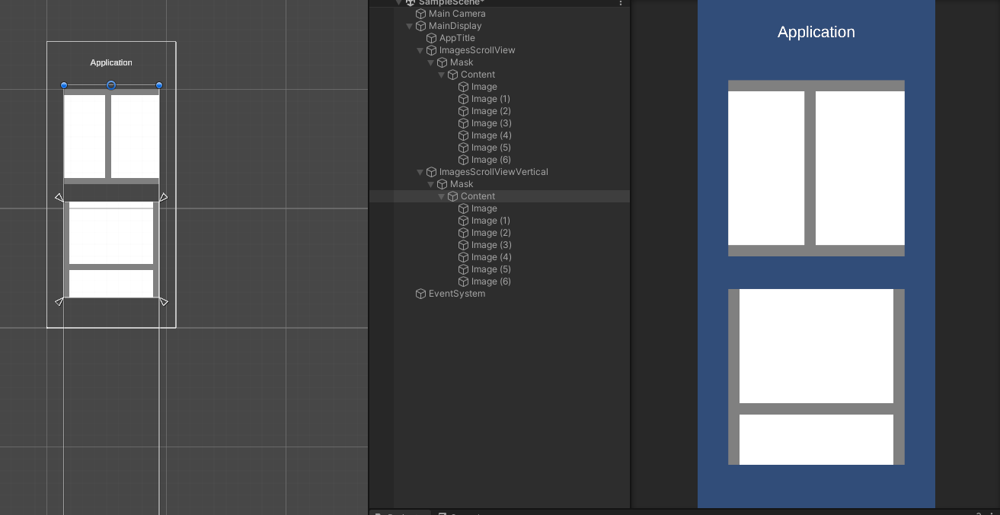 Application
SampleScene*
Main Camera
MainDisplay
AppTitle
ImagesScrollView
Mask
Content
Image
Image (1)
Image (2)
Image (3)
Image (4)
Image (5)
Image (6)
ImagesScrollViewVertical
Mask
Content
Image
Image (1)
Image (2)
Image (3)
Image (4)
Image (5)
Image (6)
EventSystem
Application